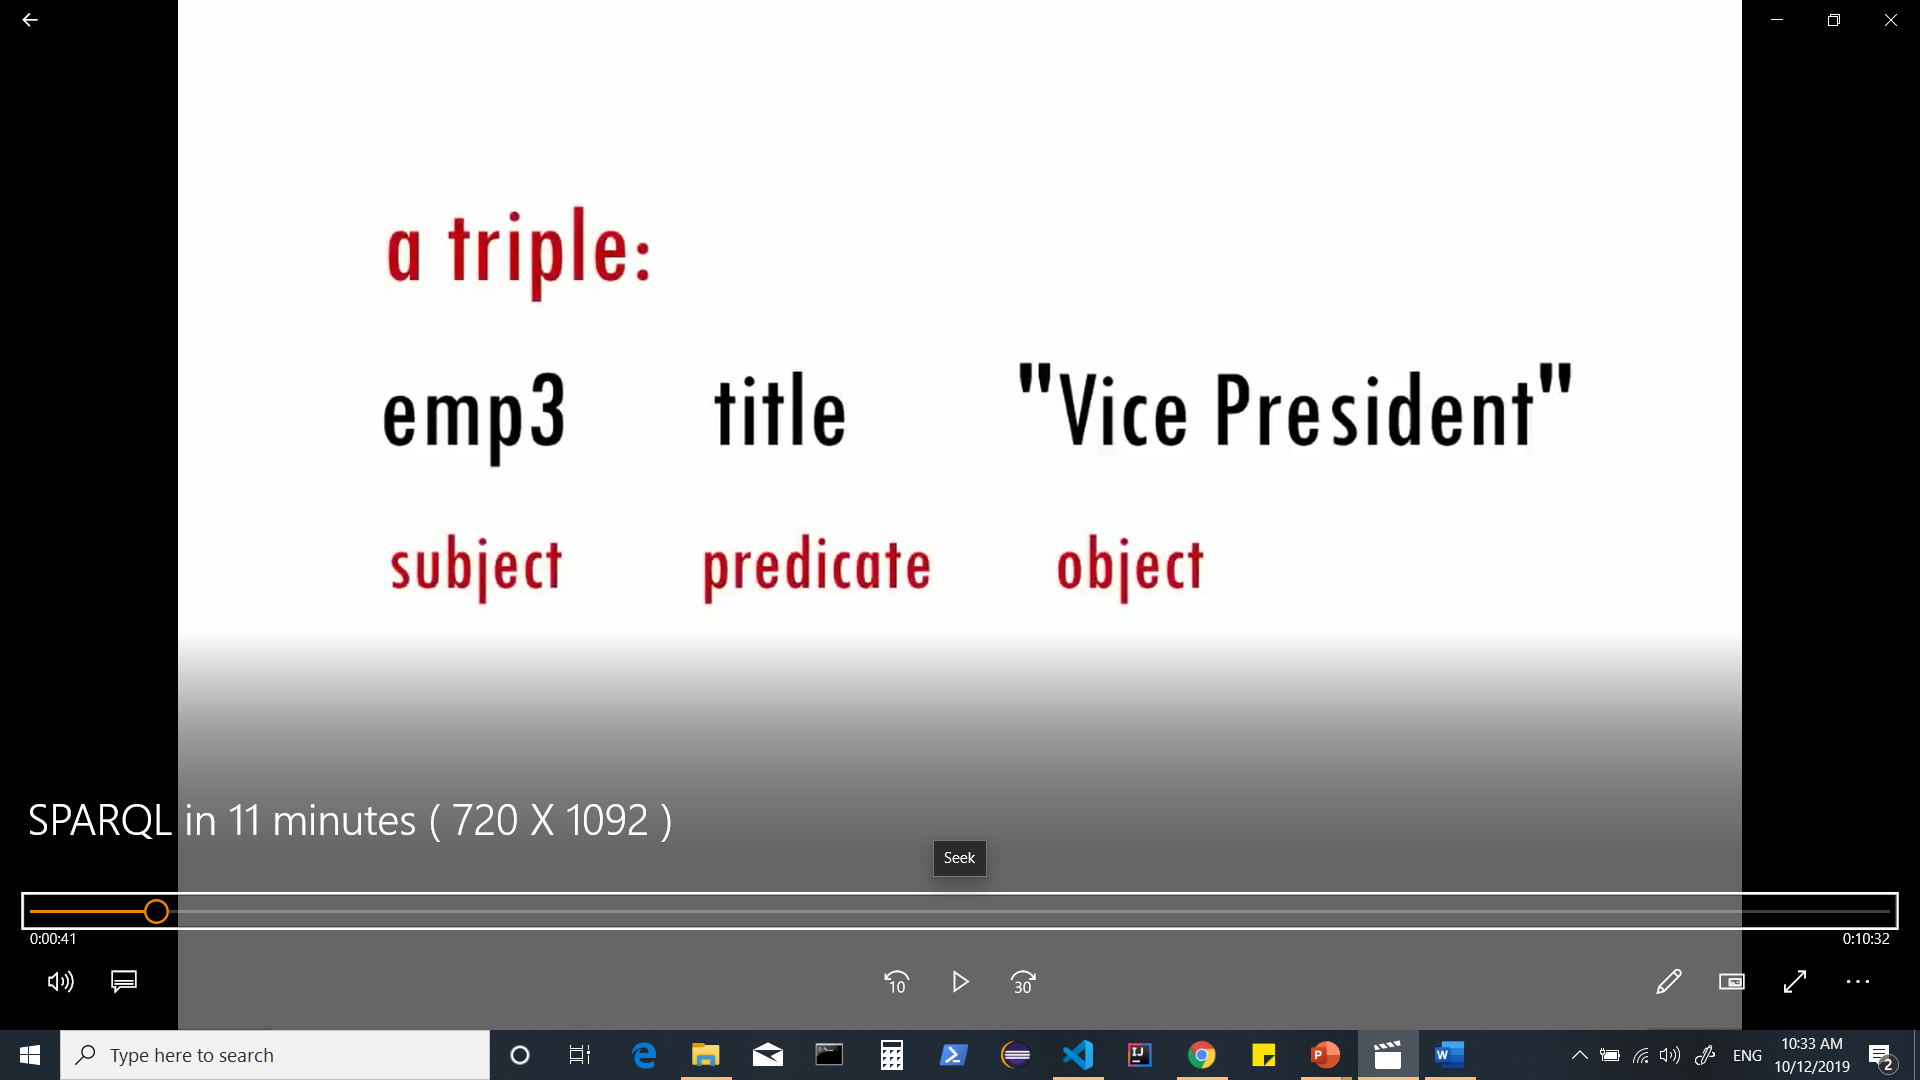 a triple:
emp3 title "Vice President"
subject predicate object
SPARQL in 11 minutes ( 720 X 1092 )
Seek
0:00:41 0:10:32
10 30
Type here to search
ENG
10:33 AM
10/12/2019
2